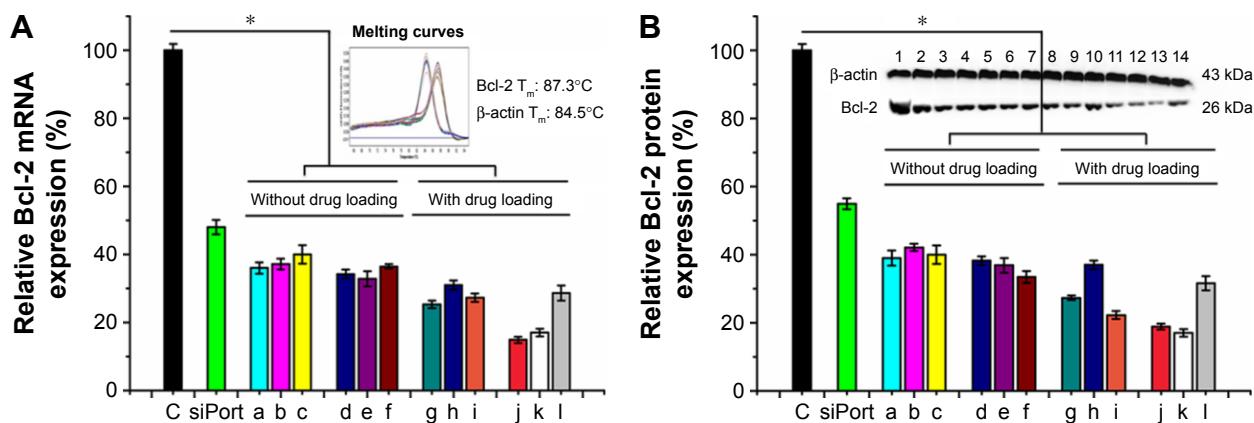 A
Relative Bcl-2 mRNA
expression (%)
100
80
60
40
20
0
*
Melting curves
Bcl-2 Tm: 87.3°C
β-actin Tm: 84.5°C
Without drug loading
With drug loading
C siPort a b c d e f g h i j k l
B
Relative Bcl-2 protein
expression (%)
100
80
60
40
20
0
*
1 2 3 4 5 6 7 8 9 10 11 12 13 14
β-actin 43 kDa
Bcl-2 26 kDa
Without drug loading
With drug loading
C siPort a b c d e f g h i j k l